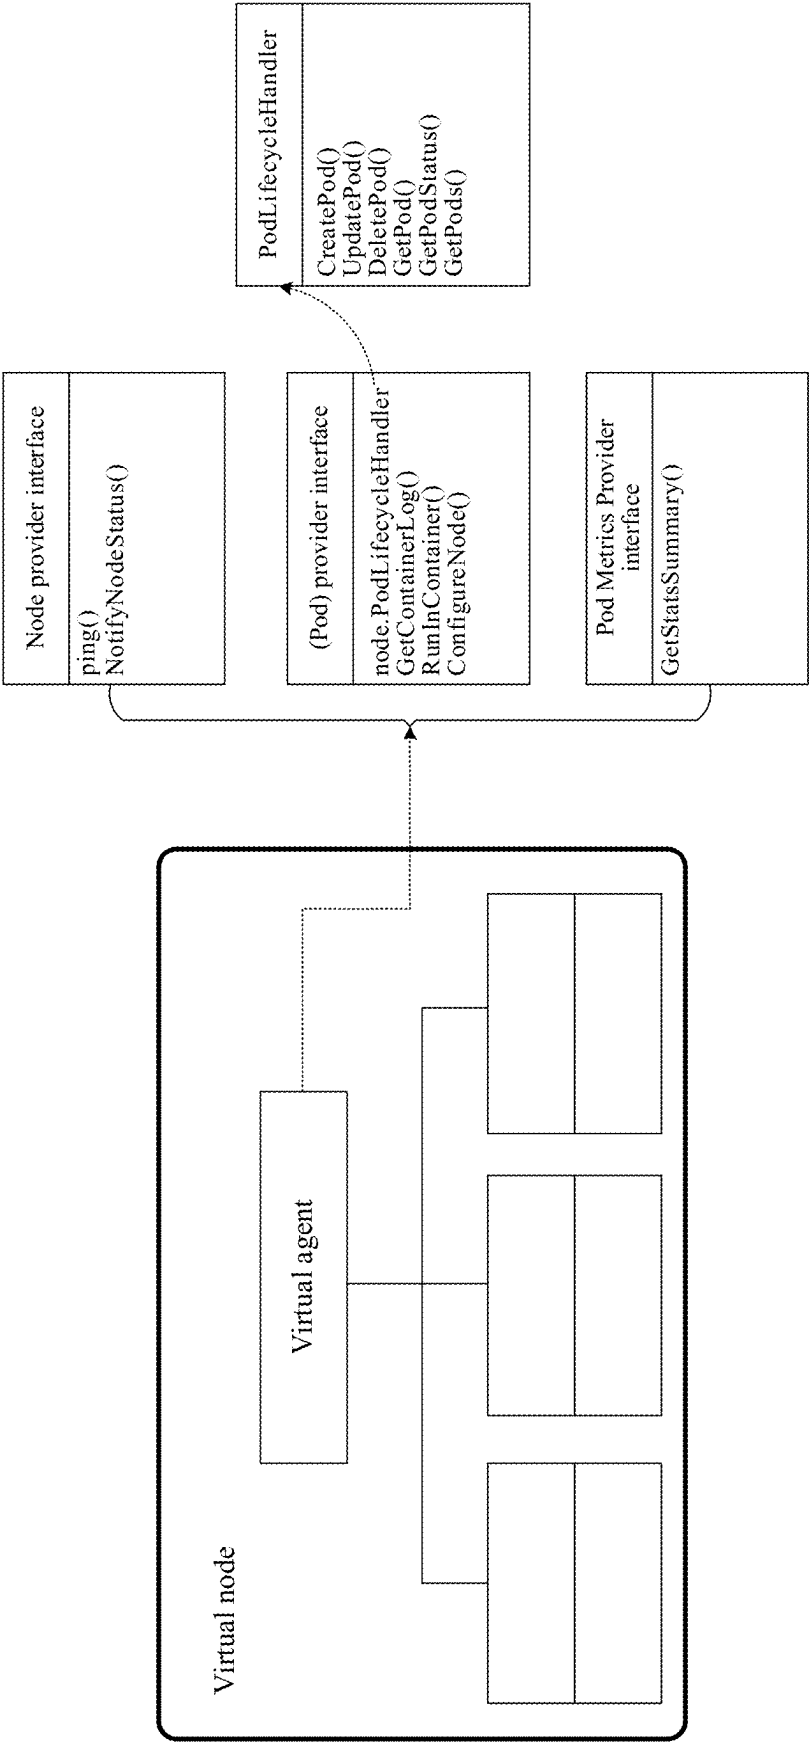 Virtual node
Virtual agent
Node provider interface
ping()
NotifyNodeStatus()
(Pod) provider interface
node.PodLifecycleHandler
GetContainerLog()
RunInContainer()
ConfigureNode()
Pod Metrics Provider
interface
GetStatsSummary()
PodLifecycleHandler
CreatePod()
UpdatePod()
DeletePod()
GetPod()
GetPodStatus()
GetPods()